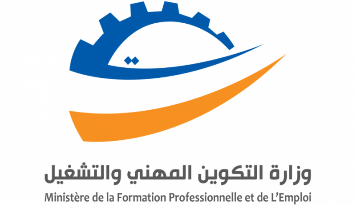 وزارة التكوين المهني والتشغيل
Ministère de la Formation Professionnelle et de L'Emploi